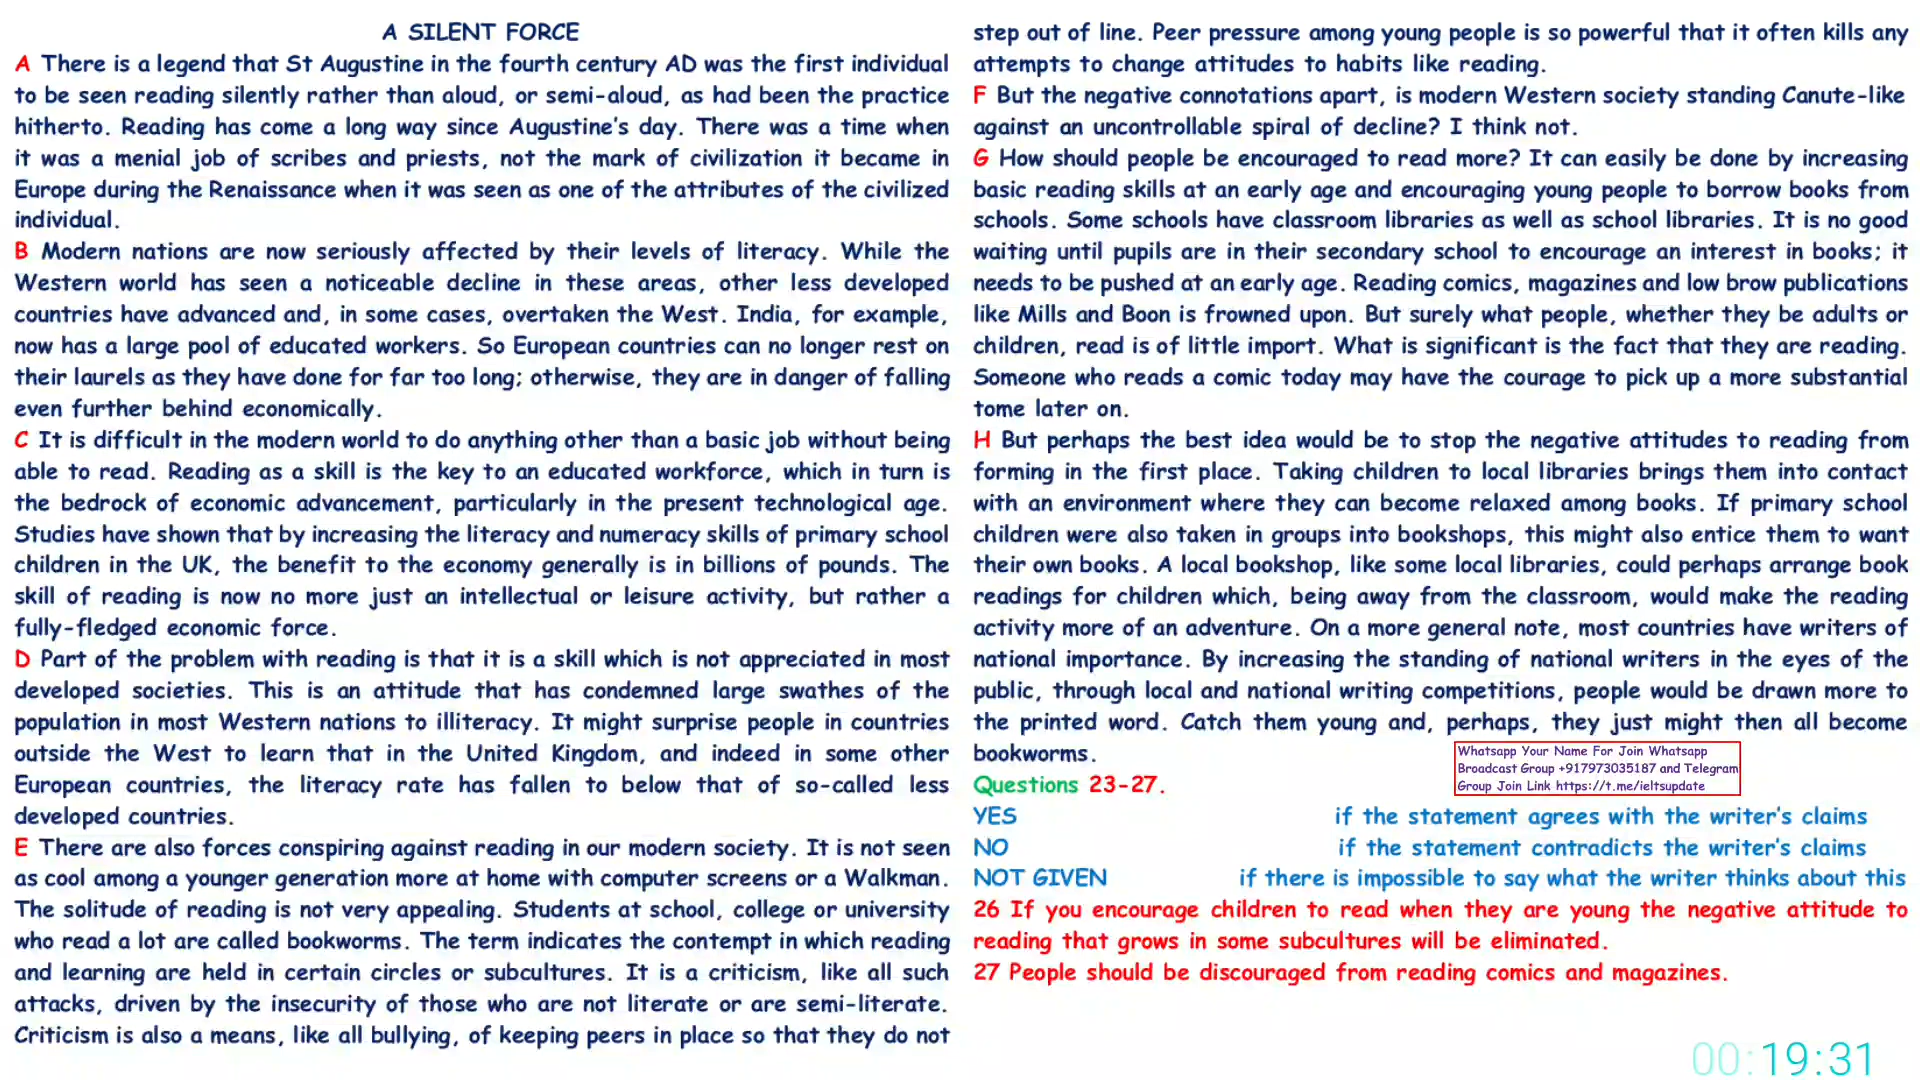 A SILENT FORCE
A There is a legend that St Augustine in the fourth century AD was the first individual
to be seen reading silently rather than aloud, or semi-aloud, as had been the practice
hitherto. Reading has come a long way since Augustine's day. There was a time when
it was a menial job of scribes and priests, not the mark of civilization it became in
Europe during the Renaissance when it was seen as one of the attributes of the civilized
individual.
B Modern nations are now seriously affected by their levels of literacy. While the
Western world has seen a noticeable decline in these areas, other less developed
countries have advanced and, in some cases, overtaken the West. India, for example,
now has a large pool of educated workers. So European countries can no longer rest on
their laurels as they have done for far too long; otherwise, they are in danger of falling
even further behind economically.
C It is difficult in the modern world to do anything other than a basic job without being
able to read. Reading as a skill is the key to an educated workforce, which in turn is
the bedrock of economic advancement, particularly in the present technological age.
Studies have shown that by increasing the literacy and numeracy skills of primary school
children in the UK, the benefit to the economy generally is in billions of pounds. The
skill of reading is now no more just an intellectual or leisure activity, but rather a
fully-fledged economic force.
D Part of the problem with reading is that it is a skill which is not appreciated in most
developed societies. This is an attitude that has condemned large swathes of the
population in most Western nations to illiteracy. It might surprise people in countries
outside the West to learn that in the United Kingdom, and indeed in some other
European countries, the literacy rate has fallen to below that of so-called less
developed countries.
E There are also forces conspiring against reading in our modern society. It is not seen
as cool among a younger generation more at home with computer screens or a Walkman.
The solitude of reading is not very appealing. Students at school, college or university
who read a lot are called bookworms. The term indicates the contempt in which reading
and learning are held in certain circles or subcultures. It is a criticism, like all such
attacks, driven by the insecurity of those who are not literate or are semi-literate.
Criticism is also a means, like all bullying, of keeping peers in place so that they do not
step out of line. Peer pressure among young people is so powerful that it often kills any
attempts to change attitudes to habits like reading.
F But the negative connotations apart, is modern Western society standing Canute-like
against an uncontrollable spiral of decline? I think not.
G How should people be encouraged to read more? It can easily be done by increasing
basic reading skills at an early age and encouraging young people to borrow books from
schools. Some schools have classroom libraries as well as school libraries. It is no good
waiting until pupils are in their secondary school to encourage an interest in books; it
needs to be pushed at an early age. Reading comics, magazines and low brow publications
like Mills and Boon is frowned upon. But surely what people, whether they be adults or
children, read is of little import. What is significant is the fact that they are reading.
Someone who reads a comic today may have the courage to pick up a more substantial
tome later on.
H But perhaps the best idea would be to stop the negative attitudes to reading from
forming in the first place. Taking children to local libraries brings them into contact
with an environment where they can become relaxed among books. If primary school
children were also taken in groups into bookshops, this might also entice them to want
their own books. A local bookshop, like some local libraries, could perhaps arrange book
readings for children which, being away from the classroom, would make the reading
activity more of an adventure. On a more general note, most countries have writers of
national importance. By increasing the standing of national writers in the eyes of the
public, through local and national writing competitions, people would be drawn more to
the printed word. Catch them young and, perhaps, they just might then all become
bookworms.
Whatsapp Your Name For Join Whatsapp
Broadcast Group +917973035187 and Telegram
Group Join Link https://t.me/ieltsupdate
Questions 23-27.
YES if the statement agrees with the writer's claims
NO if the statement contradicts the writer's claims
NOT GIVEN if there is impossible to say what the writer thinks about this
26 If you encourage children to read when they are young the negative attitude to
reading that grows in some subcultures will be eliminated.
27 People should be discouraged from reading comics and magazines.
00:19:31